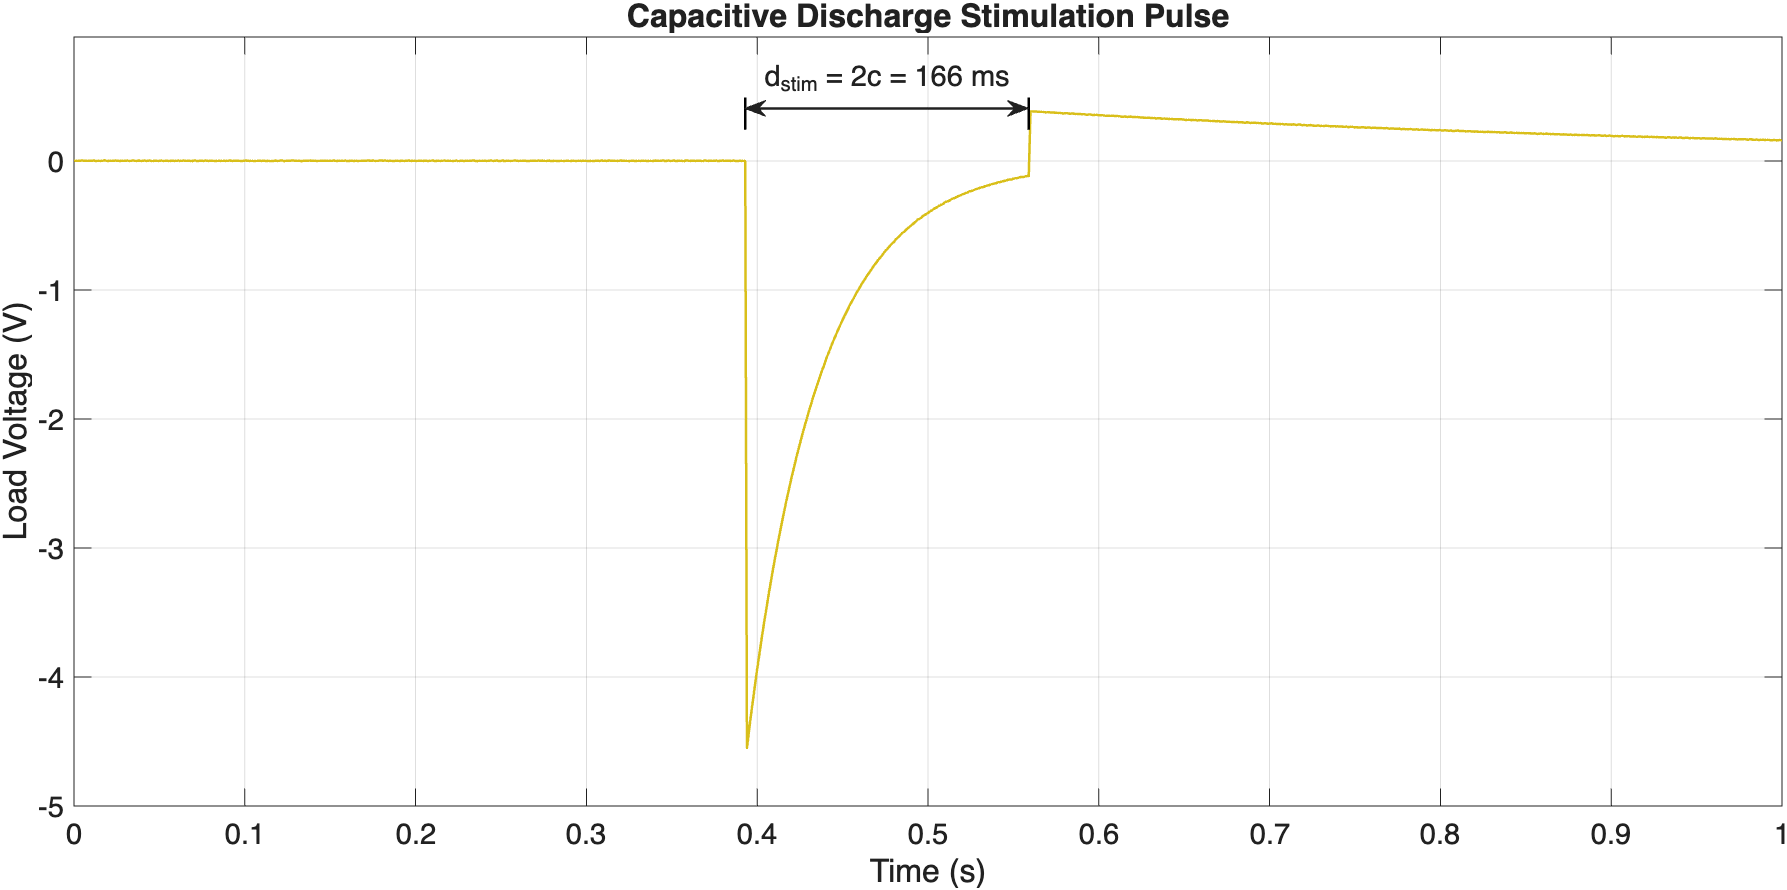 Capacitive Discharge Stimulation Pulse
dstim = 2c = 166 ms
0
-1
-2
-3
-4
-5
Load Voltage (V)
0 0.1 0.2 0.3 0.4 0.5 0.6 0.7 0.8 0.9 1
Time (s)